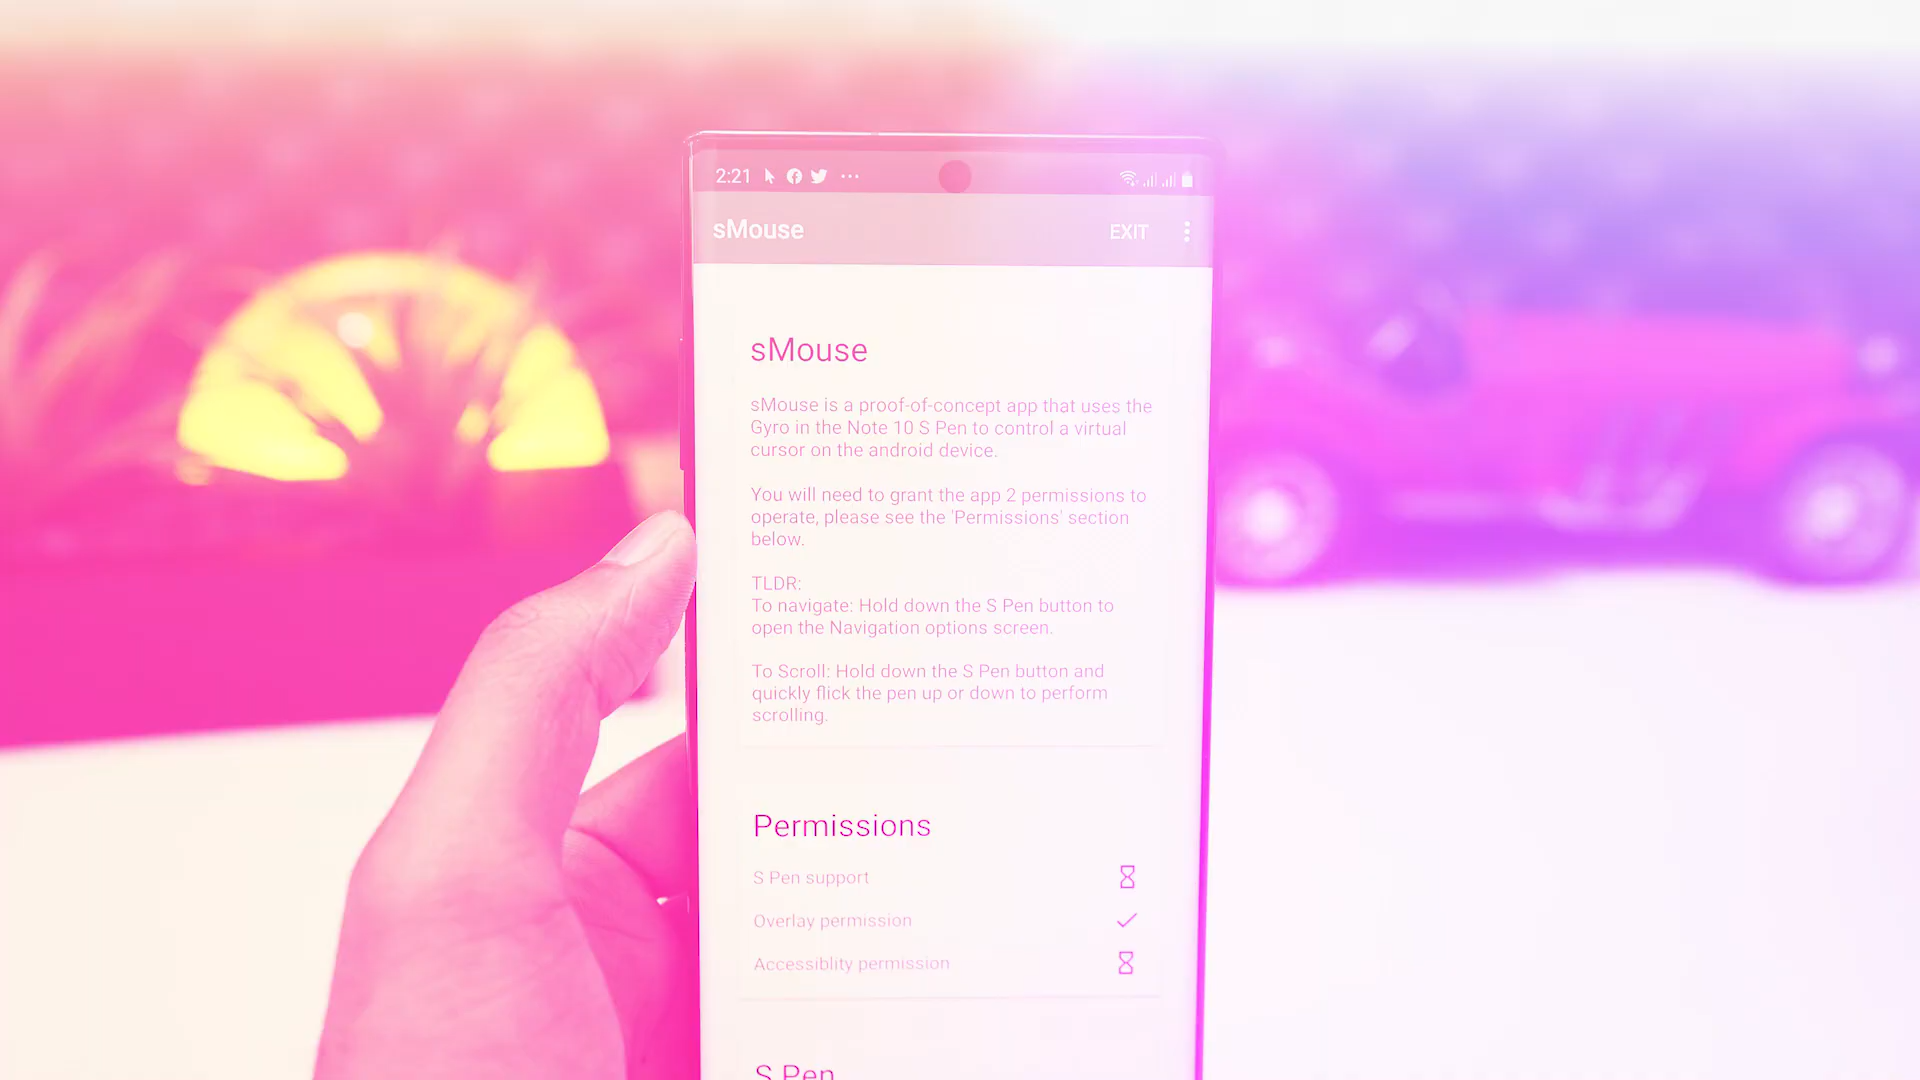 2:21
sMouse EXIT
sMouse
sMouse is a proof-of-concept app that uses the
Gyro in the Note 10 S Pen to control a virtual
cursor on the android device.
You will need to grant the app 2 permissions to
operate, please see the 'Permissions' section
below.
TLDR:
To navigate: Hold down the S Pen button to
open the Navigation options screen.
To Scroll: Hold down the S Pen button and
quickly flick the pen up or down to perform
scrolling.
Permissions
S Pen support
Overlay permission
Accessiblity permission
S Pen